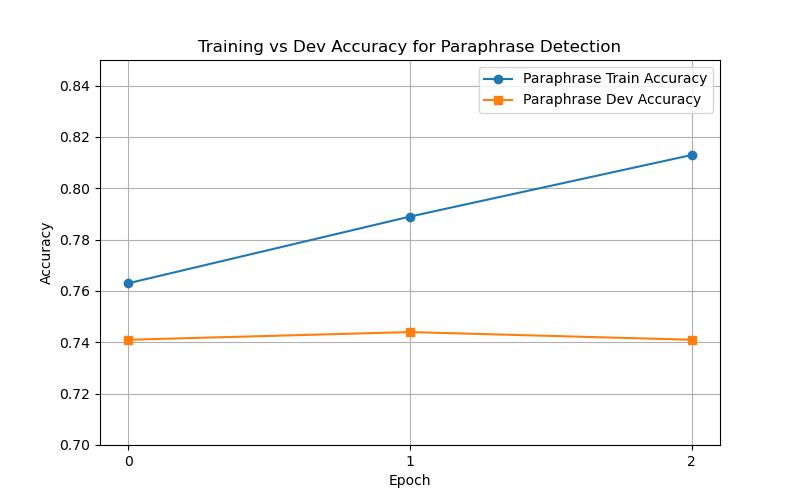 Training vs Dev Accuracy for Paraphrase Detection
Paraphrase Train Accuracy
Paraphrase Dev Accuracy
0.84
0.82
0.80
0.78
0.76
0.74
0.72
0.70
Accuracy
0 1 2
Epoch